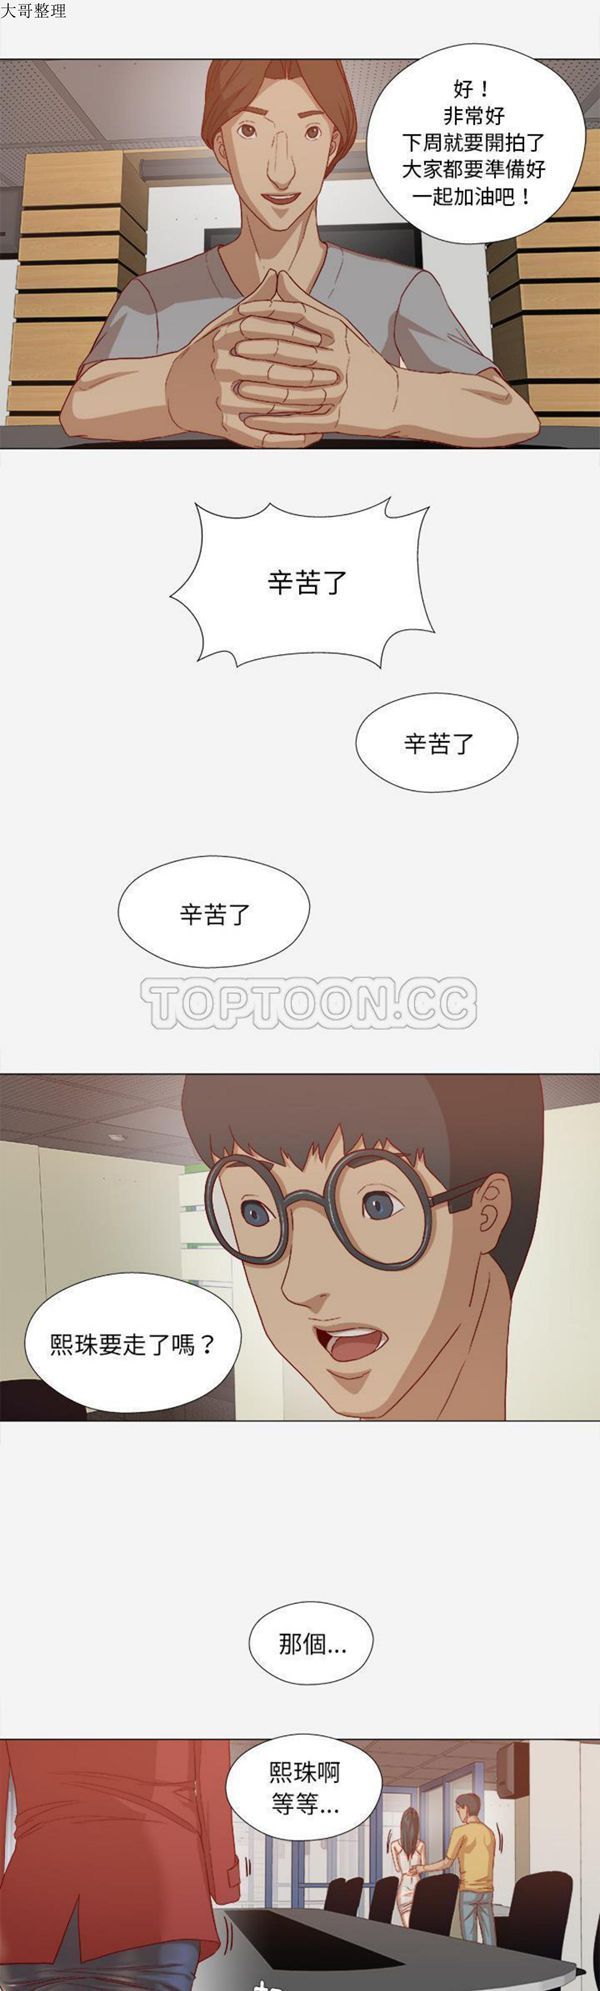 大哥整理
好！
非常好
下周就要開拍了
大家都要準備好
一起加油吧！
辛苦了
辛苦了
辛苦了
TOPTOON.CC
熙珠要走了嗎？
那個...
熙珠啊
等等...